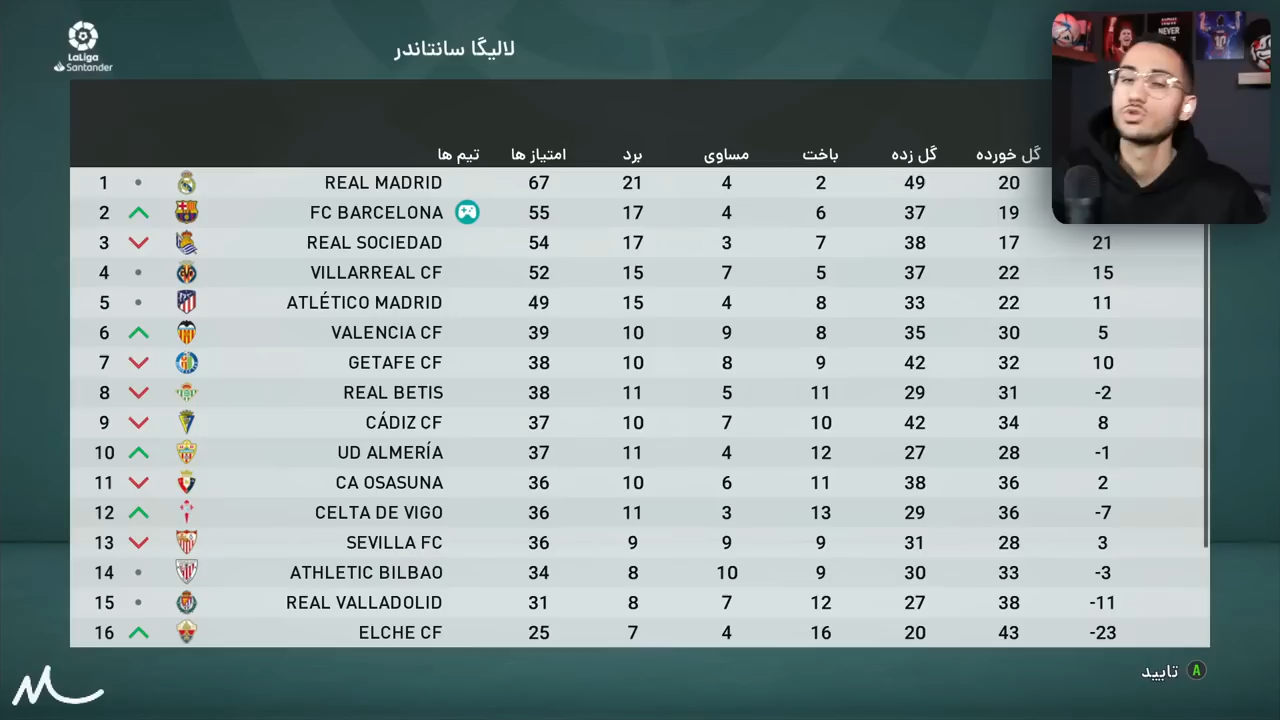 LaLiga
Santander
لالیگا سانتاندر
NEVER
10
تیم ها امتیاز ها برد مساوی باخت گل زده گل خورده
1 REAL MADRID 67 21 4 2 49 20
2 FC BARCELONA 55 17 4 6 37 19
3 REAL SOCIEDAD 54 17 3 7 38 17 21
4 VILLARREAL CF 52 15 7 5 37 22 15
5 ATLÉTICO MADRID 49 15 4 8 33 22 11
6 VALENCIA CF 39 10 9 8 35 30 5
7 GETAFE CF 38 10 8 9 42 32 10
8 REAL BETIS 38 11 5 11 29 31 -2
9 CÁDIZ CF 37 10 7 10 42 34 8
10 UD ALMERÍA 37 11 4 12 27 28 -1
11 CA OSASUNA 36 10 6 11 38 36 2
12 CELTA DE VIGO 36 11 3 13 29 36 -7
13 SEVILLA FC 36 9 9 9 31 28 3
14 ATHLETIC BILBAO 34 8 10 9 30 33 -3
15 REAL VALLADOLID 31 8 7 12 27 38 -11
16 ELCHE CF 25 7 4 16 20 43 -23
تایید A